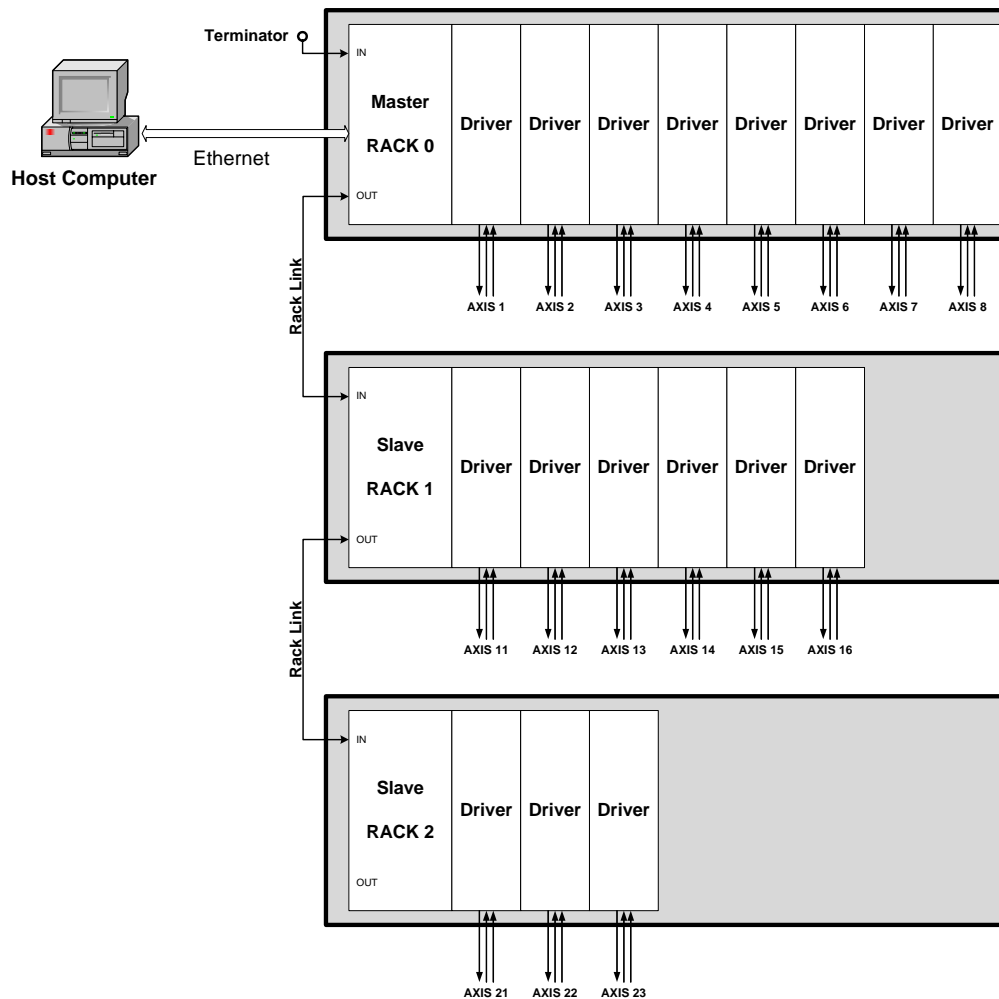 Terminator
IN
Master
RACK 0
OUT
Driver
Driver
Driver
Driver
Driver
Driver
Driver
Driver
Ethernet
Host Computer
AXIS 1
AXIS 2
AXIS 3
AXIS 4
AXIS 5
AXIS 6
AXIS 7
AXIS 8
Rack Link
IN
Slave
RACK 1
OUT
Driver
Driver
Driver
Driver
Driver
Driver
AXIS 11
AXIS 12
AXIS 13
AXIS 14
AXIS 15
AXIS 16
Rack Link
IN
Slave
RACK 2
OUT
Driver
Driver
Driver
AXIS 21
AXIS 22
AXIS 23